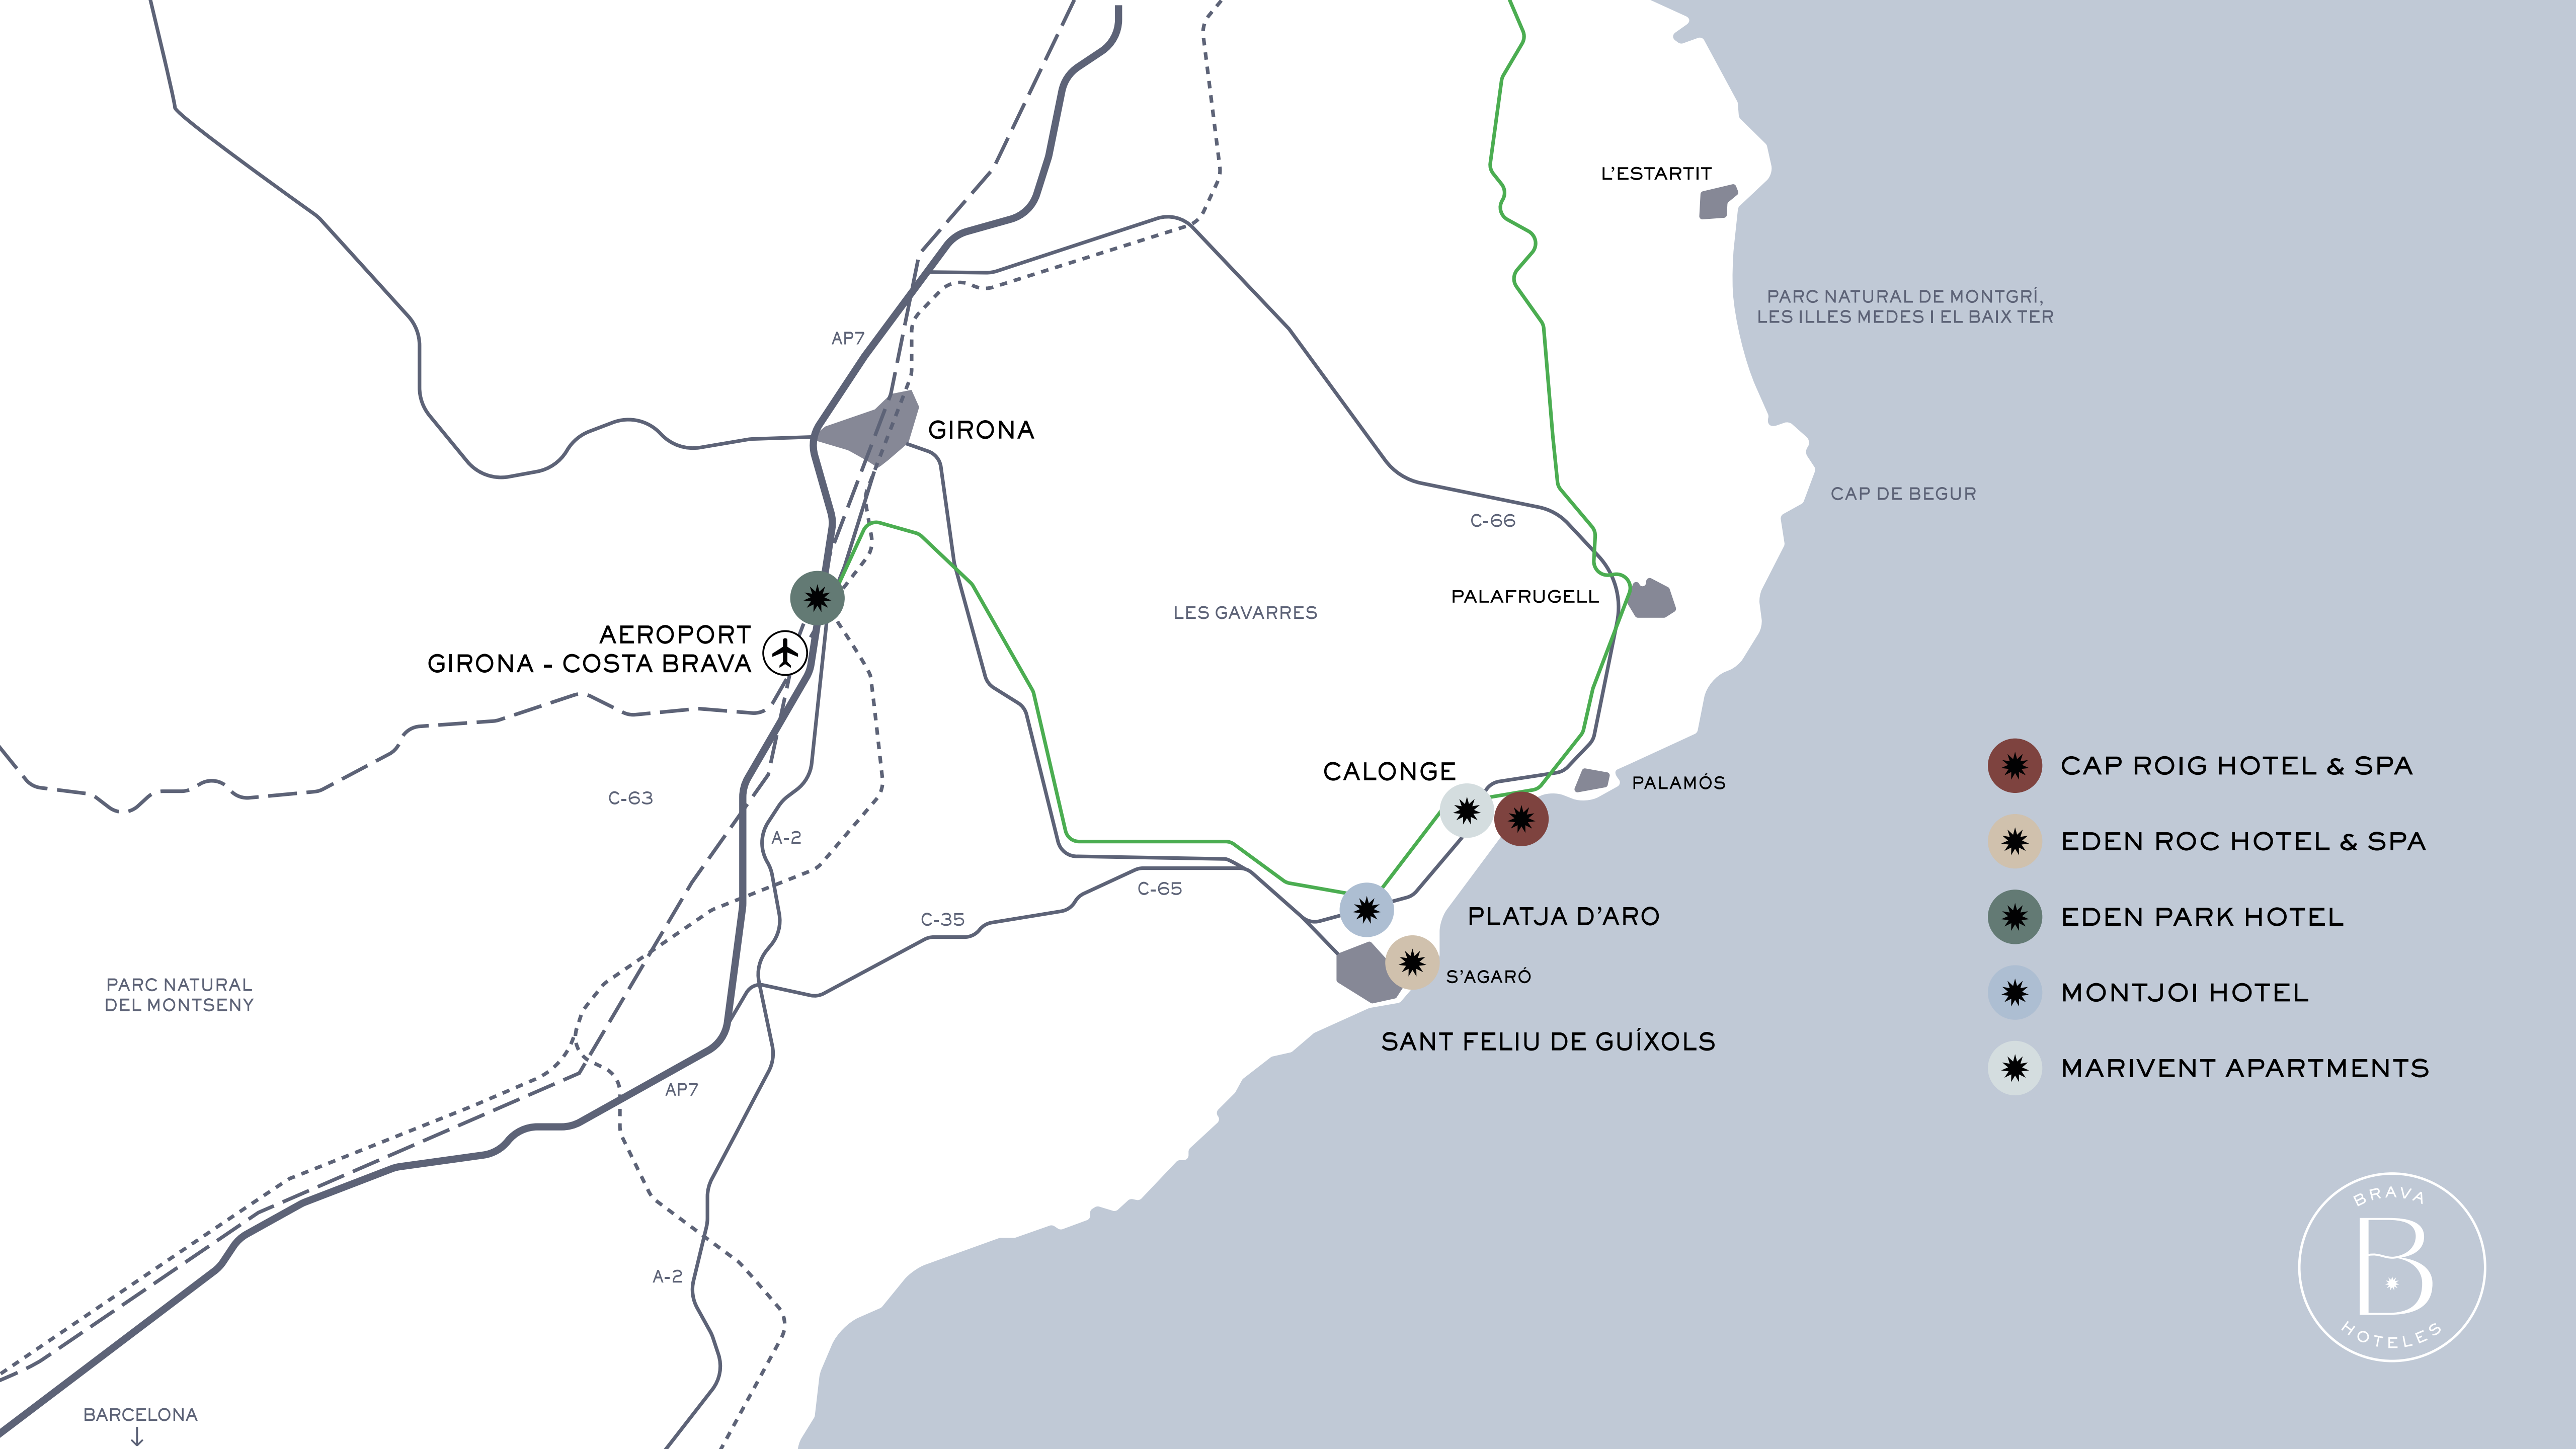 L'ESTARTIT
PARC NATURAL DE MONTGRÍ,
LES ILLES MEDES I EL BAIX TER
AP7
GIRONA
CAP DE BEGUR
C-66
PALAFRUGELL
LES GAVARRES
AEROPORT
GIRONA - COSTA BRAVA
CALONGE
PALAMÓS
C-63
A-2
C-65
C-35
PLATJA D'ARO
S'AGARÓ
SANT FELIU DE GUÍXOLS
PARC NATURAL
DEL MONTSENY
AP7
A-2
BARCELONA
CAP ROIG HOTEL & SPA
EDEN ROC HOTEL & SPA
EDEN PARK HOTEL
MONTJOI HOTEL
MARIVENT APARTMENTS
BRAVA
B
HOTELES